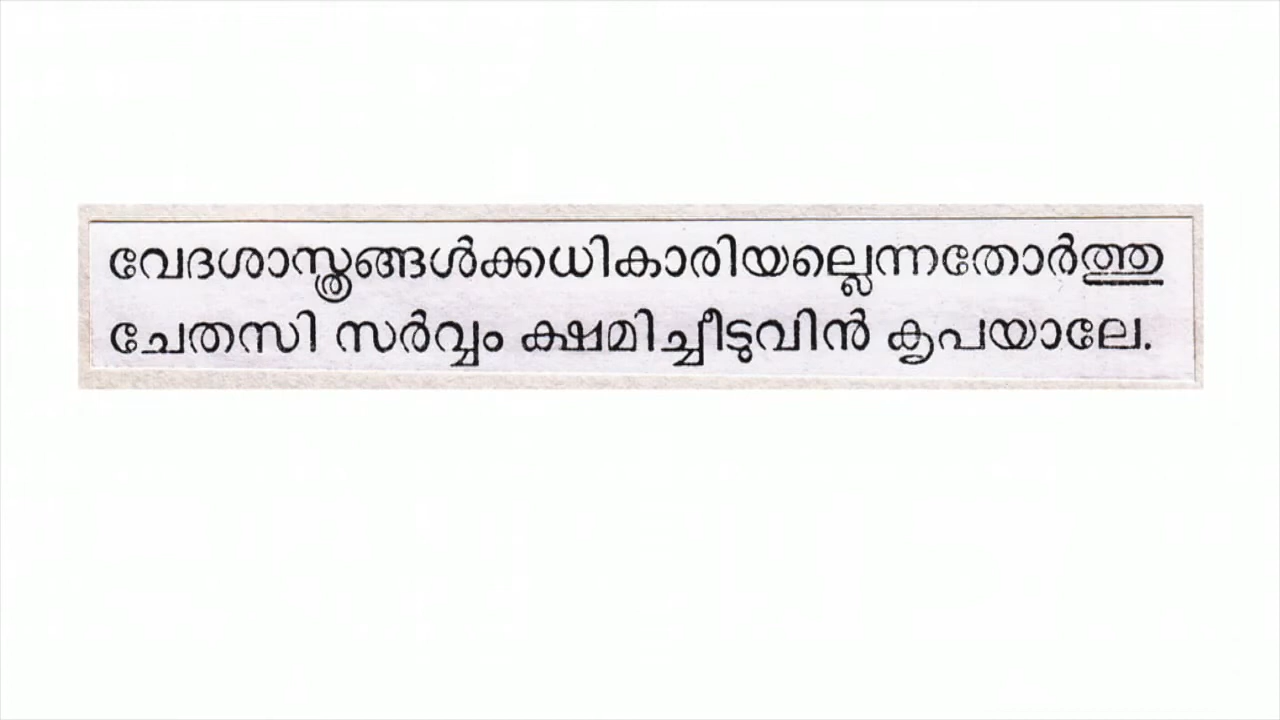 വേദശാസ്ത്രങ്ങൾക്കധികാരിയല്ലെന്നതോർത്തു
ചേതസി സർവ്വം ക്ഷമിച്ചീടുവിൻ കൃപയാലേ.